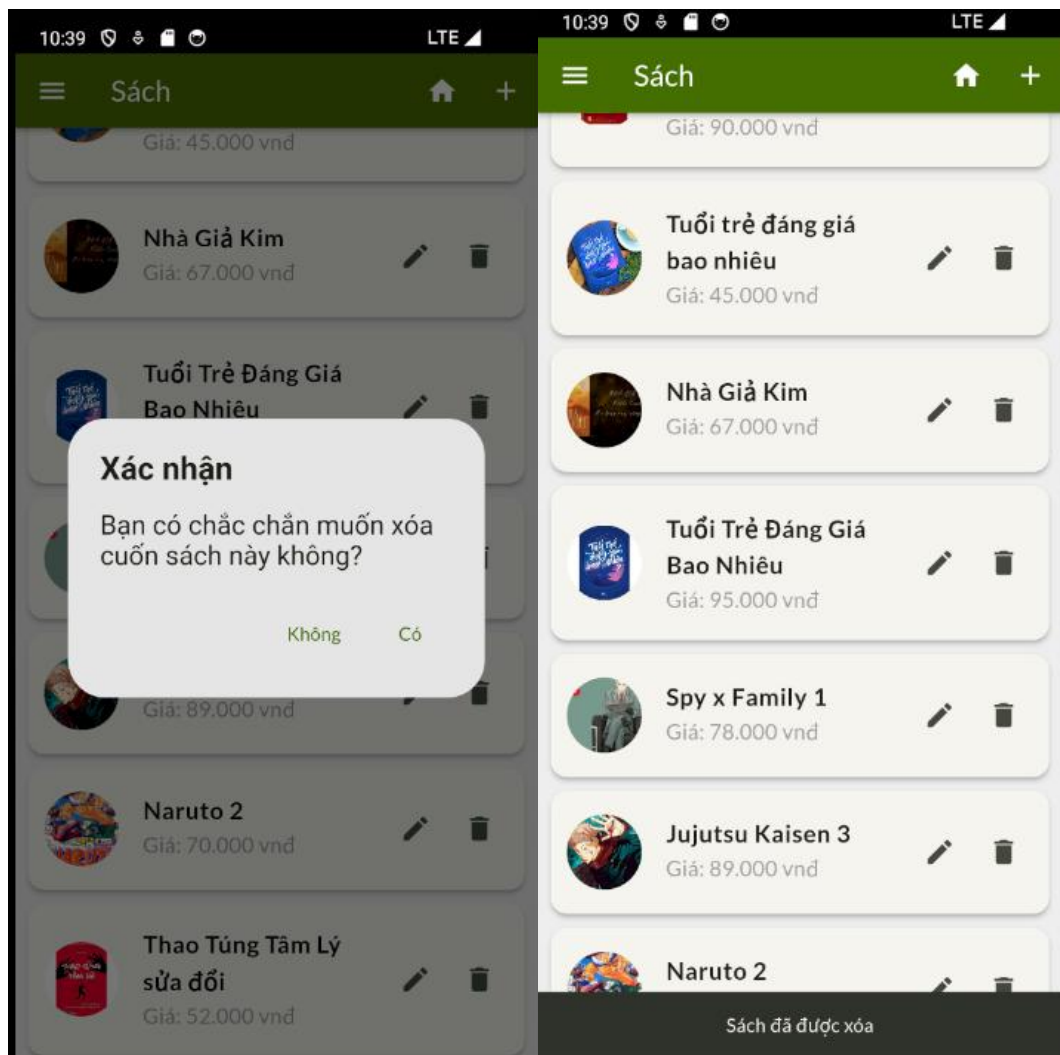 10:39
LTE
Sách
Giá: 45.000 vnđ
Nhà Giả Kim
Giá: 67.000 vnđ
Tuổi Trẻ Đáng Giá
Bao Nhiêu
Xác nhận
Bạn có chắc chắn muốn xóa
cuốn sách này không?
Không
Có
Giá: 89.000 vnđ
Naruto 2
Giá: 70.000 vnđ
Thao Túng Tâm Lý
sửa đổi
Giá: 52.000 vnđ
10:39
LTE
Sách
Giá: 90.000 vnđ
Tuổi trẻ đáng giá
bao nhiêu
Giá: 45.000 vnđ
Nhà Giả Kim
Giá: 67.000 vnđ
Tuổi Trẻ Đáng Giá
Bao Nhiêu
Giá: 95.000 vnđ
Spy x Family 1
Giá: 78.000 vnđ
Jujutsu Kaisen 3
Giá: 89.000 vnđ
Naruto 2
Sách đã được xóa